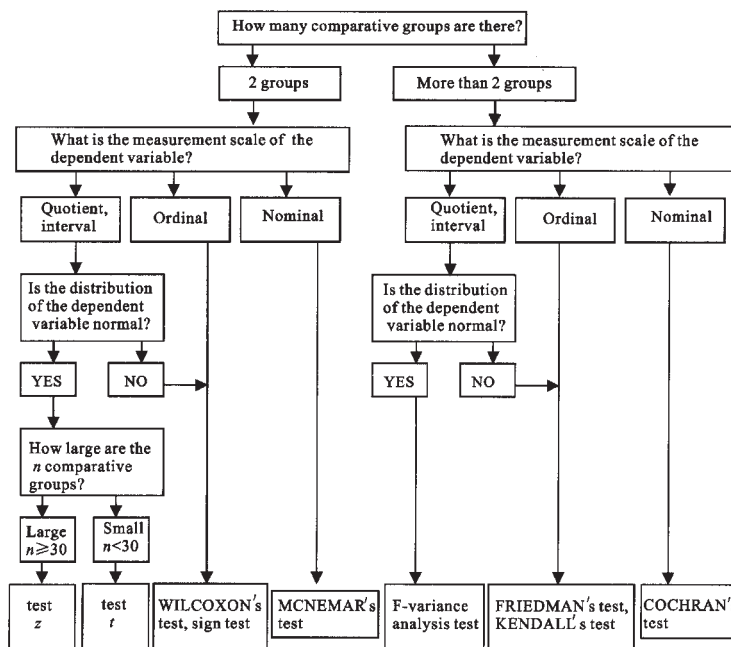 How many comparative groups are there?
2 groups
More than 2 groups
What is the measurement scale of the
dependent variable?
What is the measurement scale of the
dependent variable?
Quotient,
interval
Ordinal
Nominal
Quotient,
interval
Ordinal
Nominal
Is the distribution
of the dependent
variable normal?
Is the distribution
of the dependent
variable normal?
YES
NO
YES
NO
How large are the
n comparative
groups?
Large
n≥30
Small
n<30
test
z
test
t
WILCOXON's
test, sign test
MCNEMAR's
test
F-variance
analysis test
FRIEDMAN's test,
KENDALL's test
COCHRAN'
test